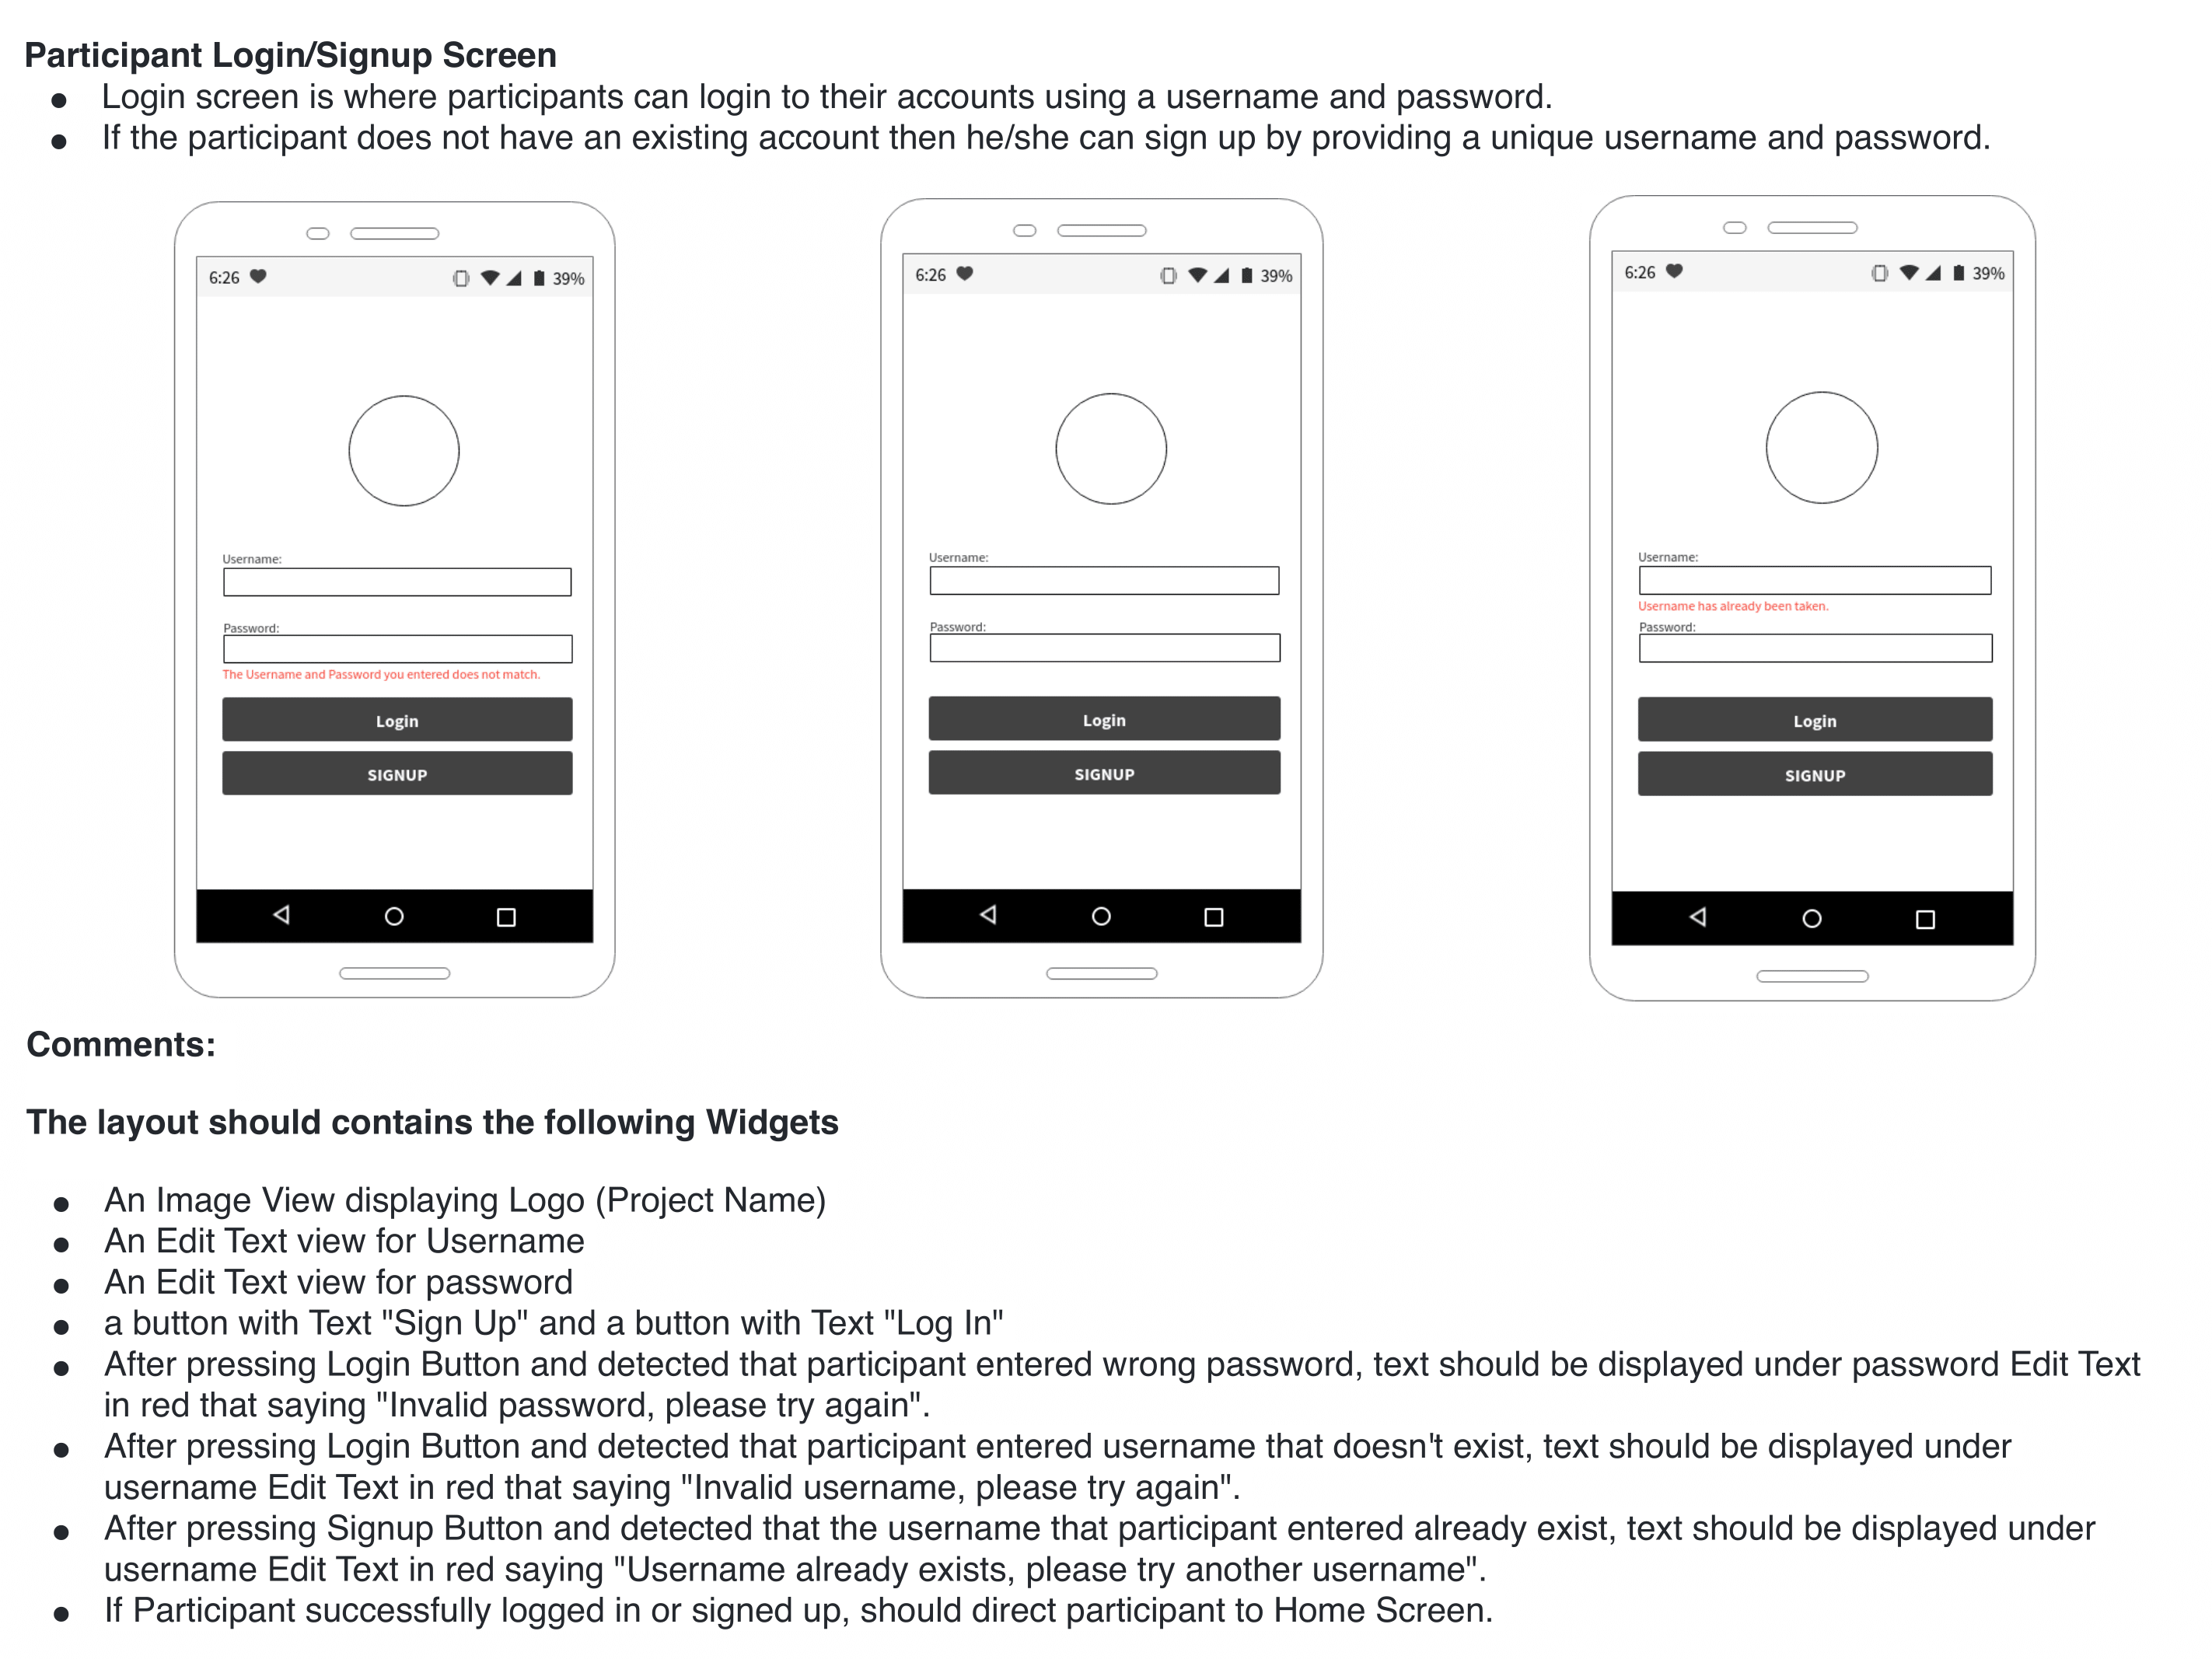 Participant Login/Signup Screen
● Login screen is where participants can login to their accounts using a username and password.
● If the participant does not have an existing account then he/she can sign up by providing a unique username and password.
6:26 39%
Username:
Password:
The Username and Password you entered does not match.
Login
SIGNUP
6:26 39%
Username:
Password:
Login
SIGNUP
6:26 39%
Username:
Username has already been taken.
Password:
Login
SIGNUP
Comments:
The layout should contains the following Widgets
● An Image View displaying Logo (Project Name)
● An Edit Text view for Username
● An Edit Text view for password
● a button with Text "Sign Up" and a button with Text "Log In"
● After pressing Login Button and detected that participant entered wrong password, text should be displayed under password Edit Text
in red that saying "Invalid password, please try again".
● After pressing Login Button and detected that participant entered username that doesn't exist, text should be displayed under
username Edit Text in red that saying "Invalid username, please try again".
● After pressing Signup Button and detected that the username that participant entered already exist, text should be displayed under
username Edit Text in red saying "Username already exists, please try another username".
● If Participant successfully logged in or signed up, should direct participant to Home Screen.